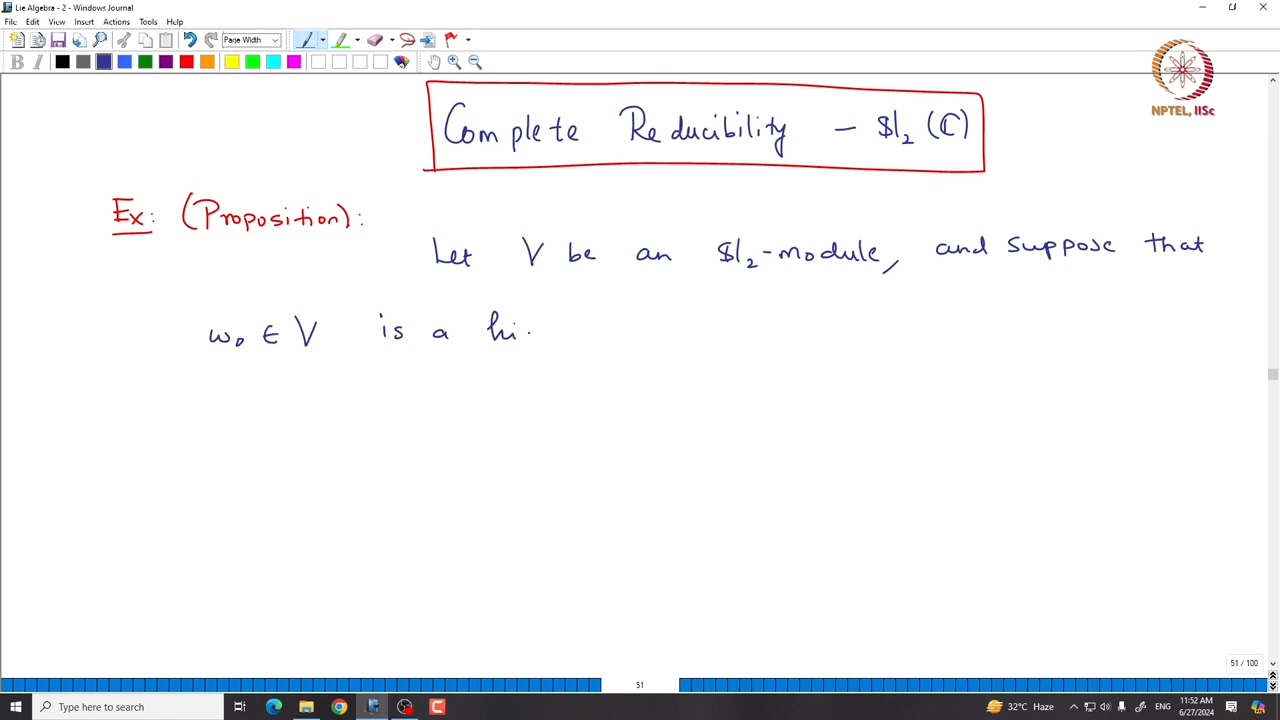 Lie Algebra - 2 - Windows Journal
File Edit View Insert Actions Tools Help
Page Width
B i
NPTEL, IISc
Complete Reducibility – $l₂ (ℂ)
Ex: (Proposition):
Let V be an $l₂-module, and suppose that
w₀ ∈ V is a hi
51 / 100
51
Type here to search
32°C Haze
ENG
11:52 AM
6/27/2024